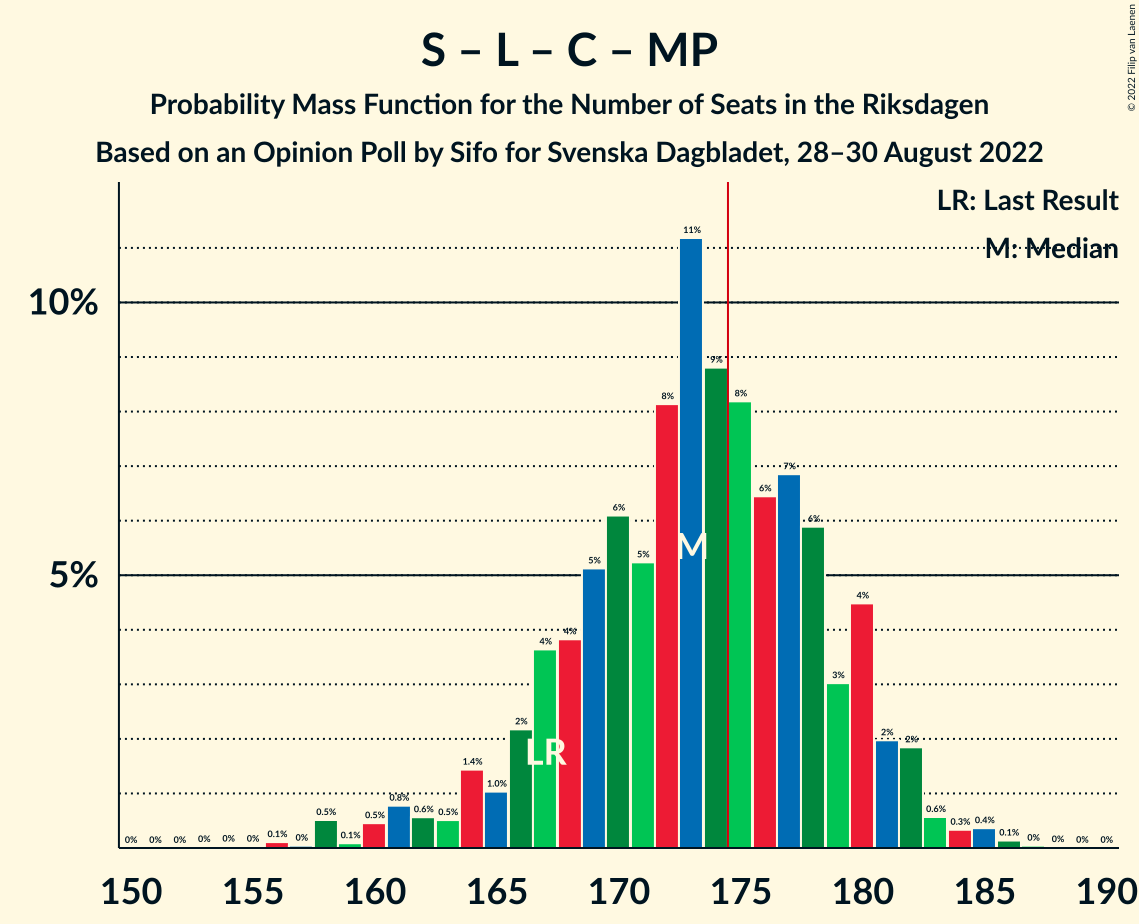 S – L – C – MP
Probability Mass Function for the Number of Seats in the Riksdagen
Based on an Opinion Poll by Sifo for Svenska Dagbladet, 28–30 August 2022
© 2022 Filip van Laenen
LR: Last Result
M: Median
10%
5%
0% 0% 0% 0% 0% 0% 0.1% 0% 0.5% 0.1% 0.5% 0.8% 0.6% 0.5% 1.4% 1.0% 2% 4% 4% 5% 6% 5% 8% 11% 9% 8% 6% 7% 6% 3% 4% 2% 2% 0.6% 0.3% 0.4% 0.1% 0% 0% 0% 0%
M
LR
150 155 160 165 170 175 180 185 190